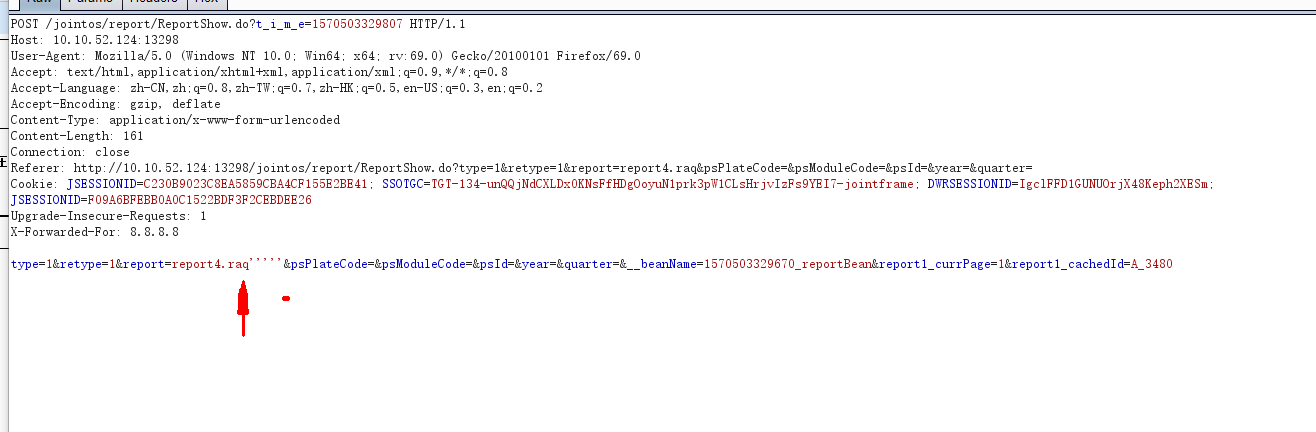 Raw Params Headers Hex
POST /jointos/report/ReportShow.do?t_i_m_e=1570503329807 HTTP/1.1
Host: 10.10.52.124:13298
User-Agent: Mozilla/5.0 (Windows NT 10.0; Win64; x64; rv:69.0) Gecko/20100101 Firefox/69.0
Accept: text/html,application/xhtml+xml,application/xml;q=0.9,*/*;q=0.8
Accept-Language: zh-CN,zh;q=0.8,zh-TW;q=0.7,zh-HK;q=0.5,en-US;q=0.3,en;q=0.2
Accept-Encoding: gzip, deflate
Content-Type: application/x-www-form-urlencoded
Content-Length: 161
Connection: close
Referer: http://10.10.52.124:13298/jointos/report/ReportShow.do?type=1&retype=1&report=report4.raq&psPlateCode=&psModuleCode=&psId=&year=&quarter=
Cookie: JSESSIONID=C230B9023C8EA5859CBA4CF155E2BE41; SSOTGC=TGT-134-unQQjNdCXLDx0KNsFfHDgOoyuN1prk3pW1CLsHrjvIzFs9YEI7-jointframe; DWRSESSIONID=IgclFFD1GUNUOrjX48Keph2XESm;
JSESSIONID=F09A6BFEBB0A0C1522BDF3F2CEBDEE26
Upgrade-Insecure-Requests: 1
X-Forwarded-For: 8.8.8.8
type=1&retype=1&report=report4.raq'''''&psPlateCode=&psModuleCode=&psId=&year=&quarter=&__beanName=1570503329670_reportBean&report1_currPage=1&report1_cachedId=A_3480